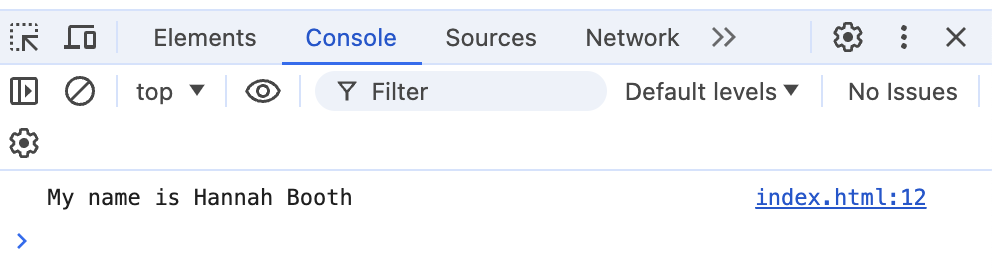 Elements Console Sources Network
top Filter Default levels No Issues
My name is Hannah Booth index.html:12